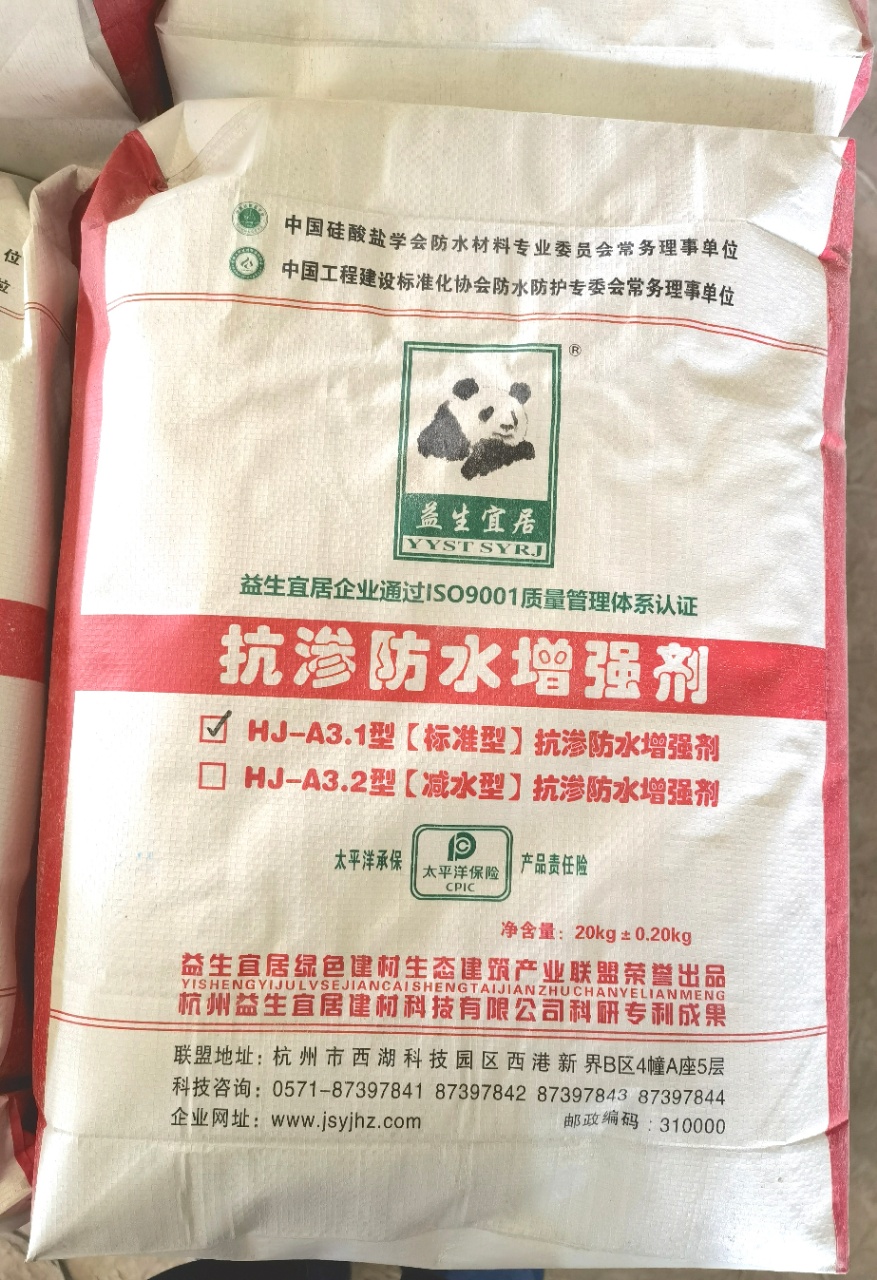 中国硅酸盐学会防水材料专业委员会常务理事单位
中国工程建设标准化协会防水防护专委会常务理事单位
®
益生宜居
YYST SYRJ
益生宜居企业通过ISO9001质量管理体系认证
抗渗防水增强剂
HJ-A3.1型【标准型】抗渗防水增强剂
HJ-A3.2型【减水型】抗渗防水增强剂
太平洋承保 太平洋保险 CPIC 产品责任险
净含量：20kg±0.20kg
益生宜居绿色建材生态建筑产业联盟荣誉出品
YISHENGYIJULVSEJIANCAISHENGTAIJIANZHUCHANYELIANMENG
杭州益生宜居建材科技有限公司科研专利成果
联盟地址：杭州市西湖科技园区西港新界B区4幢A座5层
科技咨询：0571-87397841 87397842 87397843 87397844
企业网址：www.jsyjhz.com 邮政编码：310000
位
位